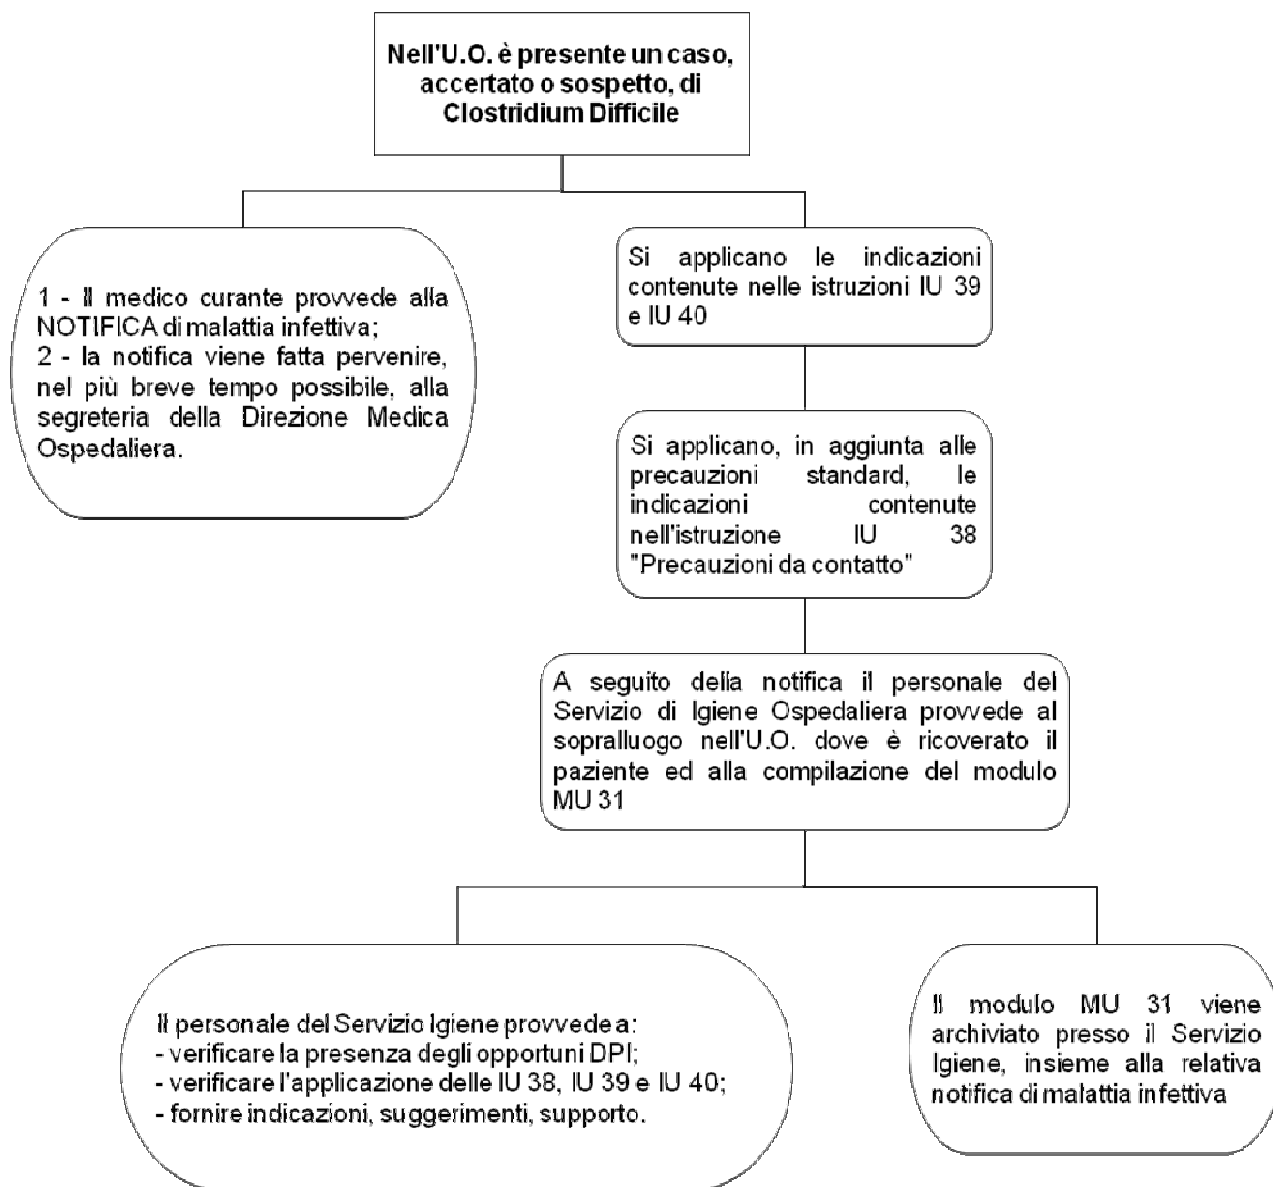 Nell'U.O. è presente un caso,
accertato o sospetto, di
Clostridium Difficile
1 - Il medico curante provvede alla
NOTIFICA di malattia infettiva;
2 - la notifica viene fatta pervenire,
nel più breve tempo possibile, alla
segreteria della Direzione Medica
Ospedaliera.
Si applicano le indicazioni
contenute nelle istruzioni IU 39
e IU 40
Si applicano, in aggiunta alle
precauzioni standard, le
indicazioni contenute
nell'istruzione IU 38
"Precauzioni da contatto"
A seguito della notifica il personale del
Servizio di Igiene Ospedaliera provvede al
sopralluogo nell'U.O. dove è ricoverato il
paziente ed alla compilazione del modulo
MU 31
Il personale del Servizio Igiene provvede a:
- verificare la presenza degli opportuni DPI;
- verificare l'applicazione delle IU 38, IU 39 e IU 40;
- fornire indicazioni, suggerimenti, supporto.
Il modulo MU 31 viene
archiviato presso il Servizio
Igiene, insieme alla relativa
notifica di malattia infettiva